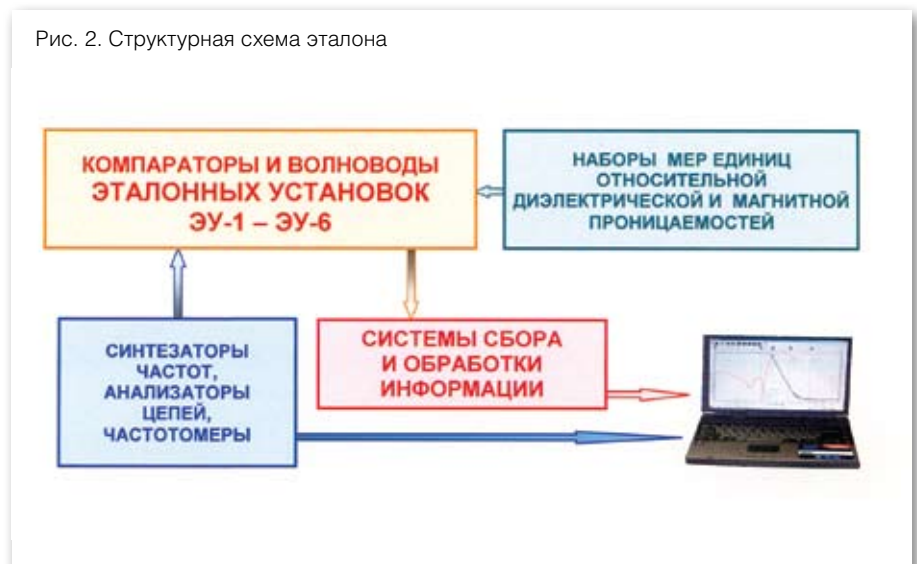 Рис. 2. Структурная схема эталона
КОМПАРАТОРЫ И ВОЛНОВОДЫ
ЭТАЛОННЫХ УСТАНОВОК
ЭУ-1 – ЭУ-6
НАБОРЫ МЕР ЕДИНИЦ
ОТНОСИТЕЛЬНОЙ
ДИЭЛЕКТРИЧЕСКОЙ И МАГНИТНОЙ
ПРОНИЦАЕМОСТЕЙ
СИНТЕЗАТОРЫ
ЧАСТОТ,
АНАЛИЗАТОРЫ
ЦЕПЕЙ,
ЧАСТОТОМЕРЫ
СИСТЕМЫ СБОРА
И ОБРАБОТКИ
ИНФОРМАЦИИ